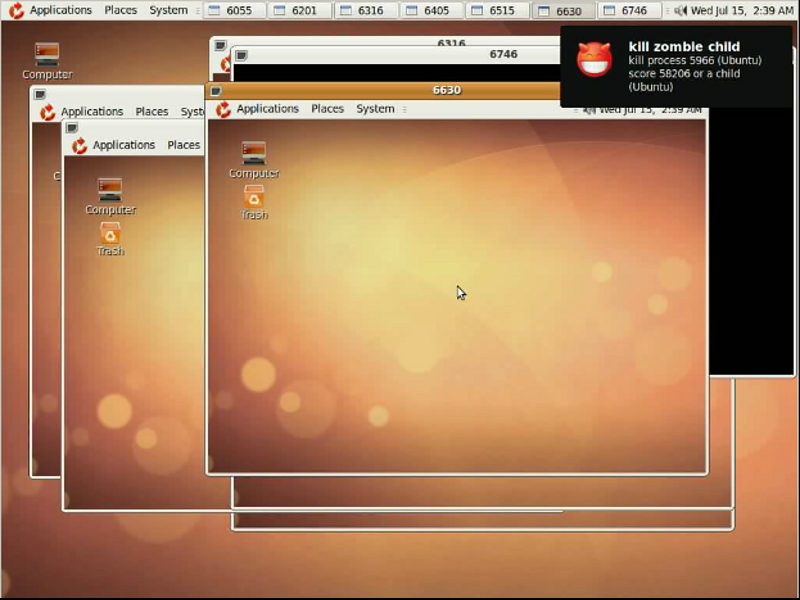 Applications Places System 6055 6201 6316 6405 6515 6630 6746 Wed Jul 15, 2:39 AM
kill zombie child
kill process 5966 (Ubuntu)
score 58206 or a child
(Ubuntu)
Computer
6316
6746
6630
Applications Places Syst
Applications Places System Wed Jul 15, 2:39 AM
Applications Places
Computer
Trash
C
Computer
Trash